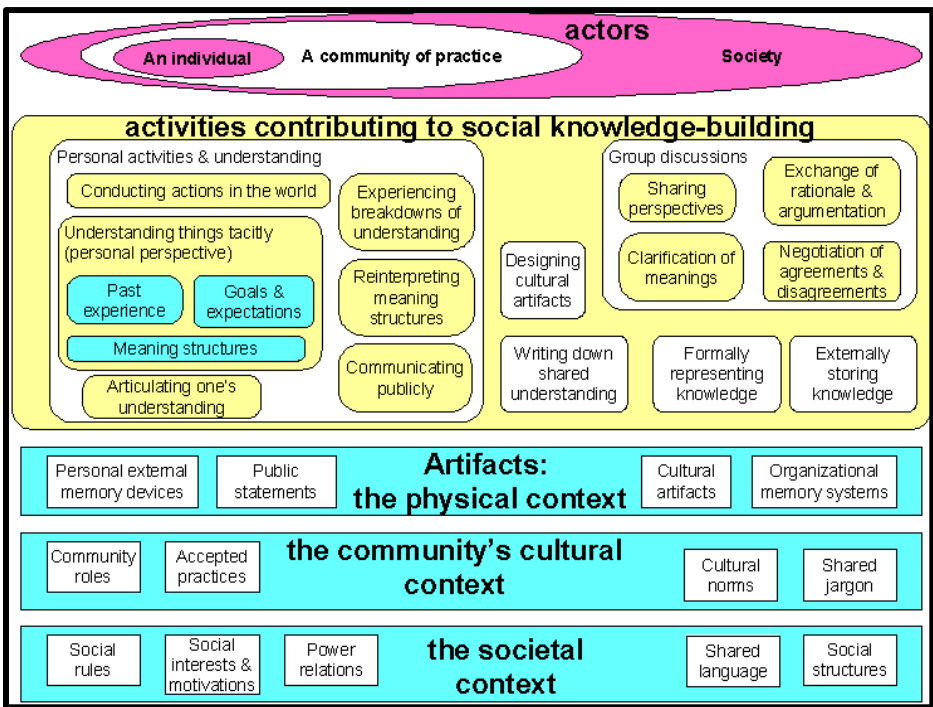 actors
An individual
A community of practice
Society
activities contributing to social knowledge-building
Personal activities & understanding
Conducting actions in the world
Understanding things tacitly
(personal perspective)
Past
experience
Goals &
expectations
Meaning structures
Articulating one's
understanding
Experiencing
breakdowns of
understanding
Reinterpreting
meaning
structures
Communicating
publicly
Designing
cultural
artifacts
Group discussions
Sharing
perspectives
Exchange of
rationale &
argumentation
Clarification of
meanings
Negotiation of
agreements &
disagreements
Writing down
shared
understanding
Formally
representing
knowledge
Externally
storing
knowledge
Artifacts:
the physical context
Personal external
memory devices
Public
statements
Cultural
artifacts
Organizational
memory systems
the community's cultural
context
Community
roles
Accepted
practices
Cultural
norms
Shared
jargon
the societal
context
Social
rules
Social
interests &
motivations
Power
relations
Shared
language
Social
structures